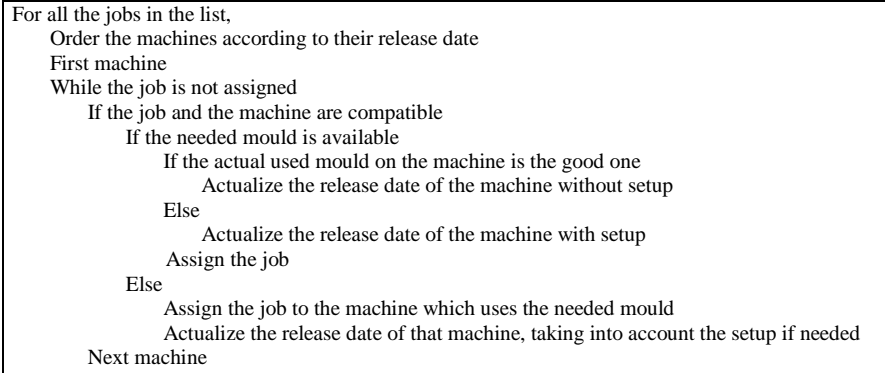 For all the jobs in the list,
Order the machines according to their release date
First machine
While the job is not assigned
If the job and the machine are compatible
If the needed mould is available
If the actual used mould on the machine is the good one
Actualize the release date of the machine without setup
Else
Actualize the release date of the machine with setup
Assign the job
Else
Assign the job to the machine which uses the needed mould
Actualize the release date of that machine, taking into account the setup if needed
Next machine